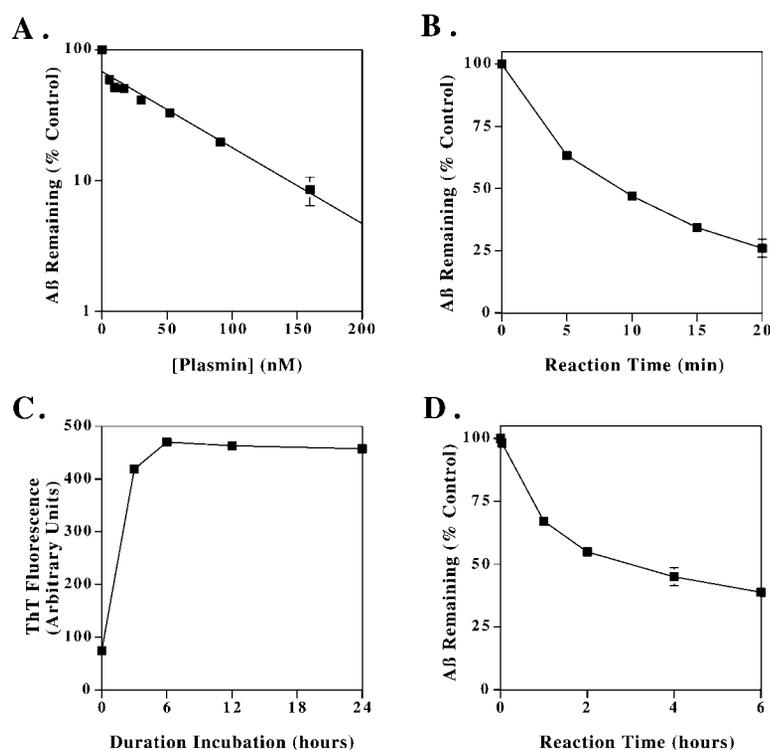 A.
Aß Remaining (% Control)
100
10
1
0 50 100 150 200
[Plasmin] (nM)
B.
Aß Remaining (% Control)
100
75
50
25
0
0 5 10 15 20
Reaction Time (min)
C.
ThT Fluorescence
(Arbitrary Units)
500
400
300
200
100
0
0 6 12 18 24
Duration Incubation (hours)
D.
Aß Remaining (% Control)
100
75
50
25
0
0 2 4 6
Reaction Time (hours)